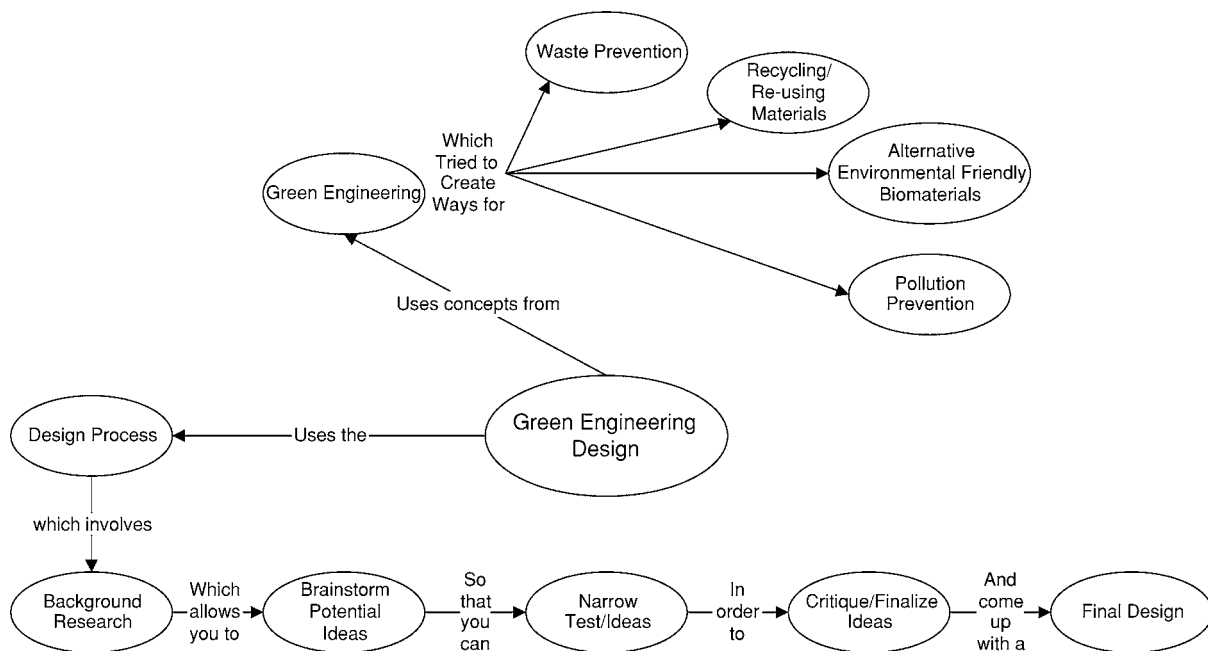 Waste Prevention
Recycling/
Re-using
Materials
Which
Tried to
Create
Ways for
Alternative
Environmental Friendly
Biomaterials
Green Engineering
Pollution
Prevention
Uses concepts from
Green Engineering
Design
Design Process
Uses the
which involves
Background
Research
Which
allows
you to
Brainstorm
Potential
Ideas
So
that
you
can
Narrow
Test/Ideas
In
order
to
Critique/Finalize
Ideas
And
come
up
with a
Final Design